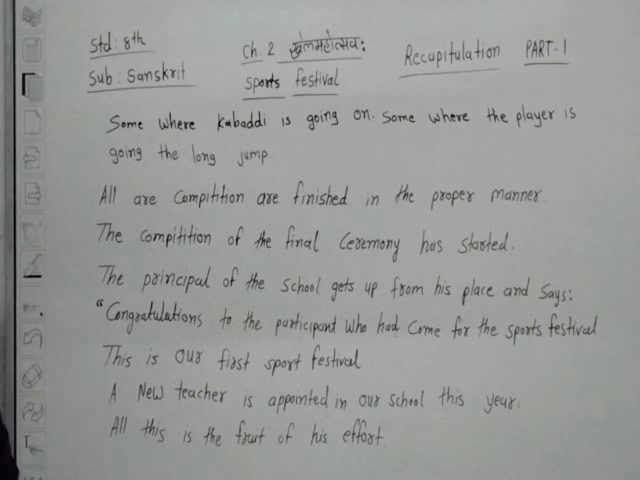 Std : 8th
Ch. 2 खेलमहोत्सव:
Recapitulation PART-1
Sub : Sanskrit
sports festival
Some where kabaddi is going on. Some where the player is
going the long jump
All are Compitition are finished in the proper manner
The Compitition of the final Ceremony has started.
The principal of the school gets up from his place and says:
"Congratulations to the participant who had come for the sports festival
This is our first sport festival
A New teacher is appointed in our school this year.
All this is the fruit of his effort